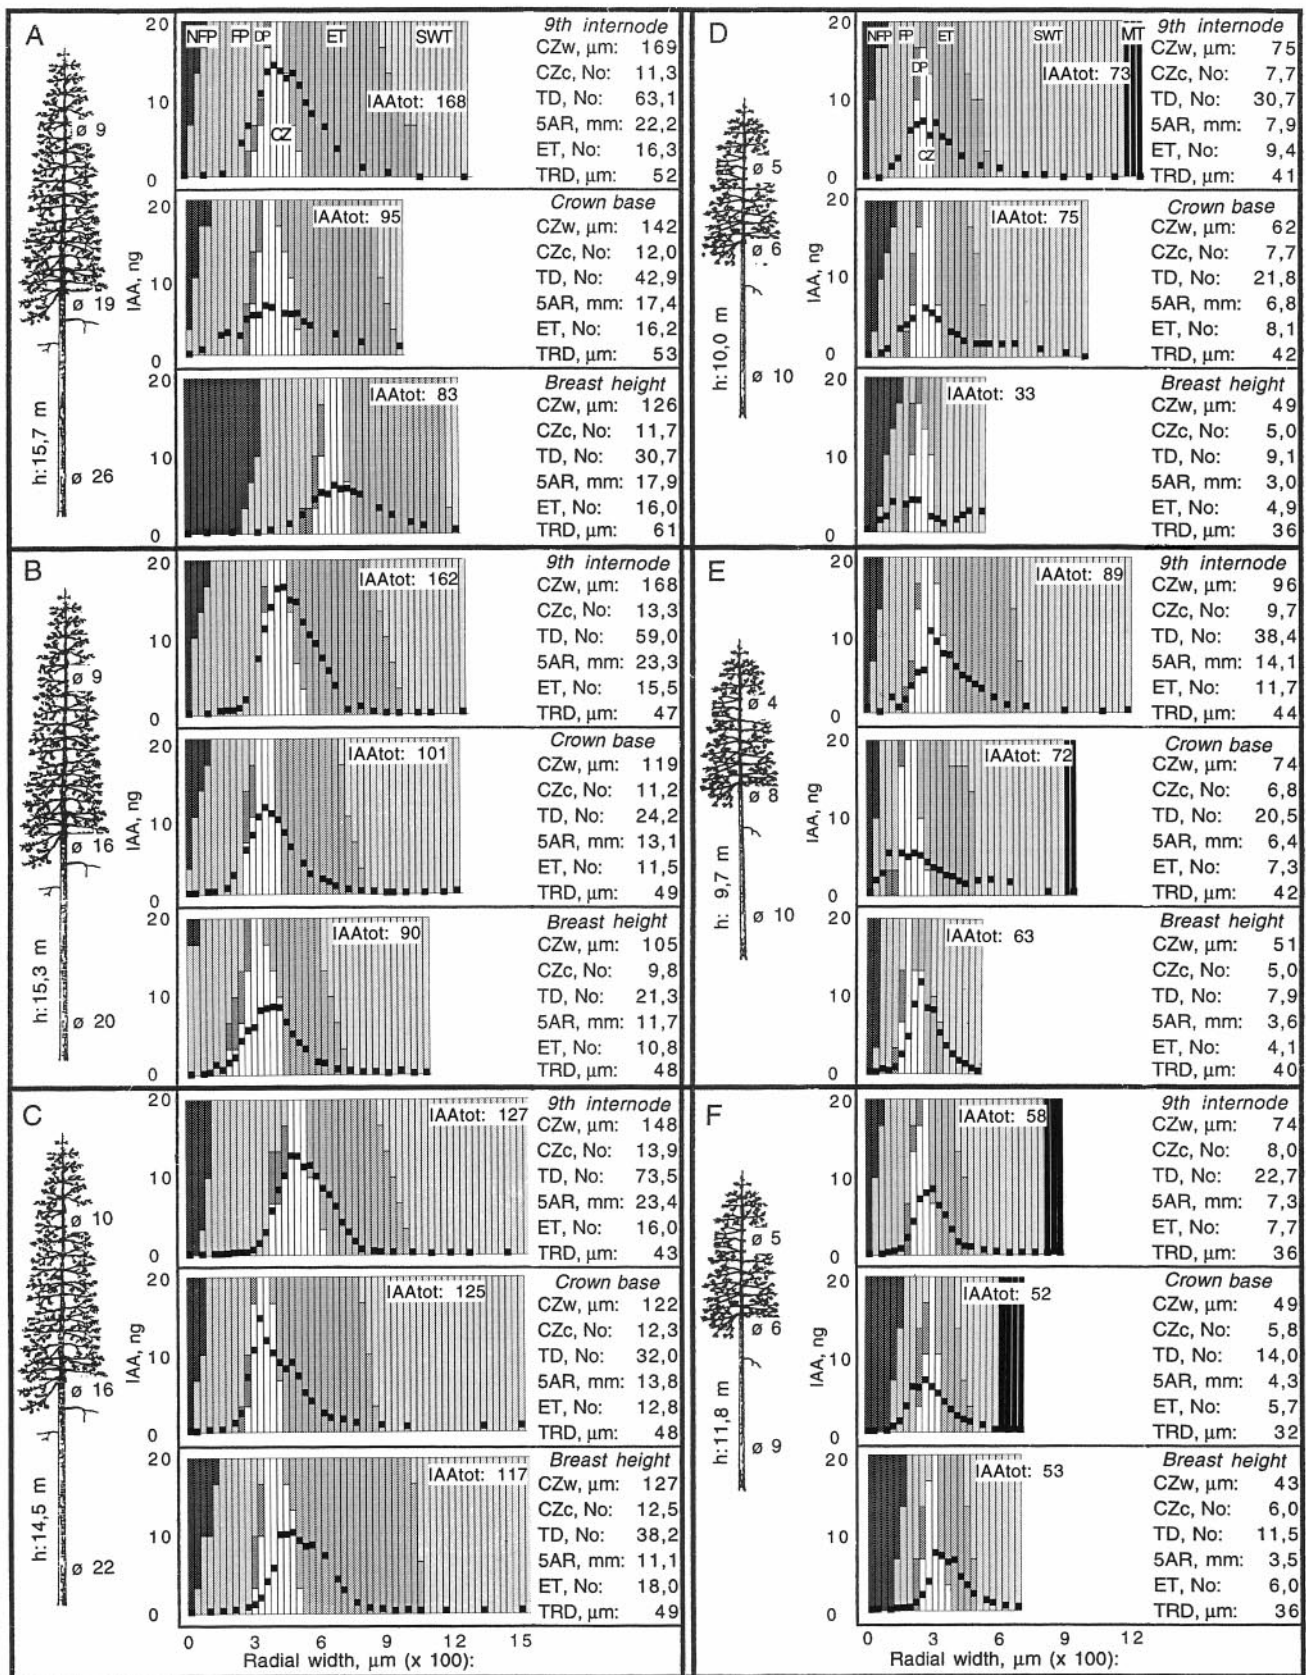 A
ø 9
ø 19
ø 26
h:15,7 m
IAA, ng
20
10
0
NFP FP DP ET SWT
CZ
IAAtot: 168
9th internode
CZw, µm: 169
CZc, No: 11,3
TD, No: 63,1
5AR, mm: 22,2
ET, No: 16,3
TRD, µm: 52
20
10
0
IAAtot: 95
Crown base
CZw, µm: 142
CZc, No: 12,0
TD, No: 42,9
5AR, mm: 17,4
ET, No: 16,2
TRD, µm: 53
20
10
0
IAAtot: 83
Breast height
CZw, µm: 126
CZc, No: 11,7
TD, No: 30,7
5AR, mm: 17,9
ET, No: 16,0
TRD, µm: 61
B
ø 9
ø 16
ø 20
h:15,3 m
IAA, ng
20
10
0
IAAtot: 162
9th internode
CZw, µm: 168
CZc, No: 13,3
TD, No: 59,0
5AR, mm: 23,3
ET, No: 15,5
TRD, µm: 47
20
10
0
IAAtot: 101
Crown base
CZw, µm: 119
CZc, No: 11,2
TD, No: 24,2
5AR, mm: 13,1
ET, No: 11,5
TRD, µm: 49
20
10
0
IAAtot: 90
Breast height
CZw, µm: 105
CZc, No: 9,8
TD, No: 21,3
5AR, mm: 11,7
ET, No: 10,8
TRD, µm: 48
C
ø 10
ø 16
ø 22
h:14,5 m
IAA, ng
20
10
0
IAAtot: 127
9th internode
CZw, µm: 148
CZc, No: 13,9
TD, No: 73,5
5AR, mm: 23,4
ET, No: 16,0
TRD, µm: 43
20
10
0
IAAtot: 125
Crown base
CZw, µm: 122
CZc, No: 12,3
TD, No: 32,0
5AR, mm: 13,8
ET, No: 12,8
TRD, µm: 48
20
10
0
IAAtot: 117
Breast height
CZw, µm: 127
CZc, No: 12,5
TD, No: 38,2
5AR, mm: 11,1
ET, No: 18,0
TRD, µm: 49
0 3 6 9 12 15
Radial width, µm (x 100):
D
ø 5
ø 6
ø 10
h:10,0 m
IAA, ng
20
10
0
NFP FP DP ET SWT MT
CZ
IAAtot: 73
9th internode
CZw, µm: 75
CZc, No: 7,7
TD, No: 30,7
5AR, mm: 7,9
ET, No: 9,4
TRD, µm: 41
20
10
0
IAAtot: 75
Crown base
CZw, µm: 62
CZc, No: 7,7
TD, No: 21,8
5AR, mm: 6,8
ET, No: 8,1
TRD, µm: 42
20
10
0
IAAtot: 33
Breast height
CZw, µm: 49
CZc, No: 5,0
TD, No: 9,1
5AR, mm: 3,0
ET, No: 4,9
TRD, µm: 36
E
ø 4
ø 8
ø 10
h: 9,7 m
IAA, ng
20
10
0
IAAtot: 89
9th internode
CZw, µm: 96
CZc, No: 9,7
TD, No: 38,4
5AR, mm: 14,1
ET, No: 11,7
TRD, µm: 44
20
10
0
IAAtot: 72
Crown base
CZw, µm: 74
CZc, No: 6,8
TD, No: 20,5
5AR, mm: 6,4
ET, No: 7,3
TRD, µm: 42
20
10
0
IAAtot: 63
Breast height
CZw, µm: 51
CZc, No: 5,0
TD, No: 7,9
5AR, mm: 3,6
ET, No: 4,1
TRD, µm: 40
F
ø 5
ø 6
ø 9
h:11,8 m
IAA, ng
20
10
0
IAAtot: 58
9th internode
CZw, µm: 74
CZc, No: 8,0
TD, No: 22,7
5AR, mm: 7,3
ET, No: 7,7
TRD, µm: 36
20
10
0
IAAtot: 52
Crown base
CZw, µm: 49
CZc, No: 5,8
TD, No: 14,0
5AR, mm: 4,3
ET, No: 5,7
TRD, µm: 32
20
10
0
IAAtot: 53
Breast height
CZw, µm: 43
CZc, No: 6,0
TD, No: 11,5
5AR, mm: 3,5
ET, No: 6,0
TRD, µm: 36
0 3 6 9 12
Radial width, µm (x 100):